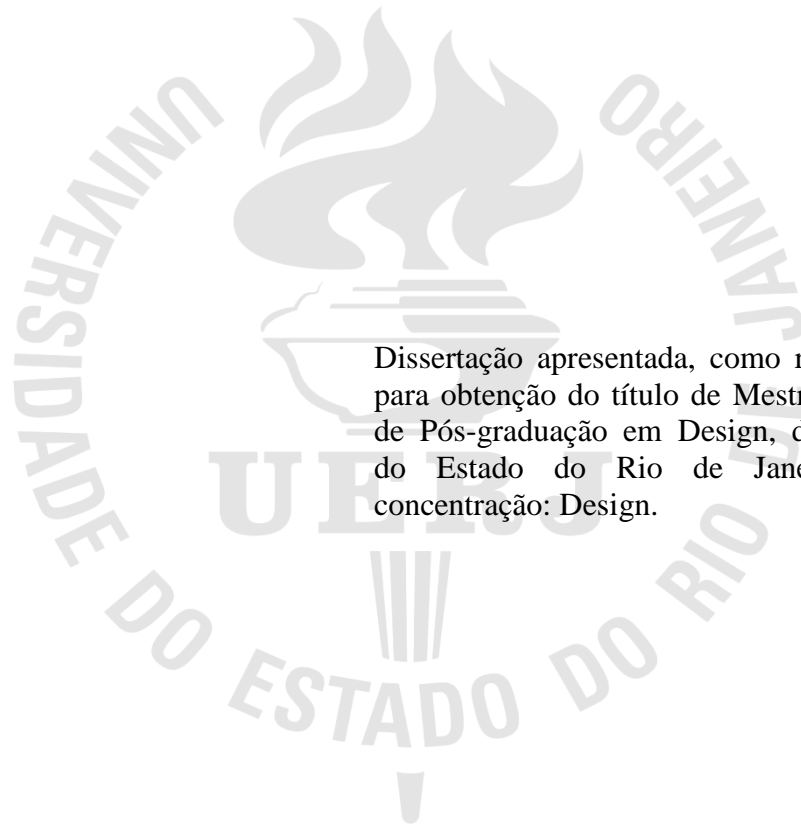 UNIVERSIDADE DO ESTADO DO RIO DE JANEIRO
UERJ
Dissertação apresentada, como
para obtenção do título de
de Pós-graduação em Design,
do Estado do Rio de
concentração: Design.